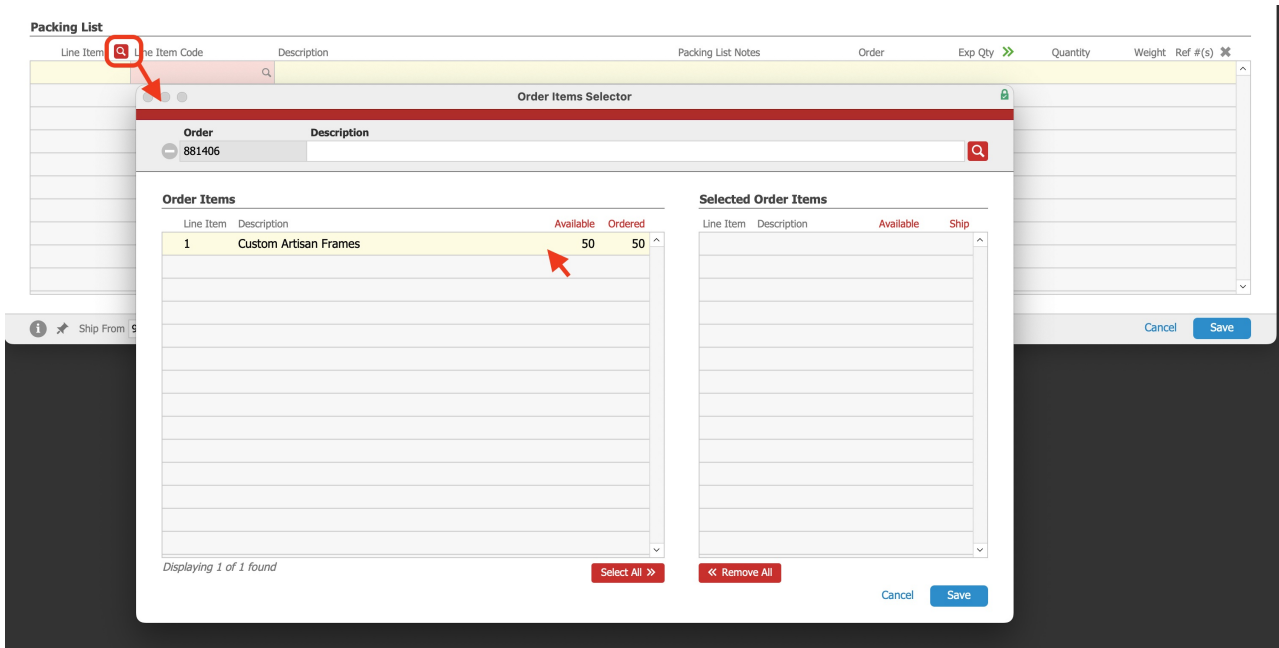 Packing List
Line Item Line Item Code Description Packing List Notes Order Exp Qty Quantity Weight Ref #(s)
Order Items Selector
Order Description
881406
Order Items Selected Order Items
Line Item Description Available Ordered Line Item Description Available Ship
1 Custom Artisan Frames 50 50
Ship From 9 Cancel Save
Displaying 1 of 1 found Select All >> << Remove All
Cancel Save